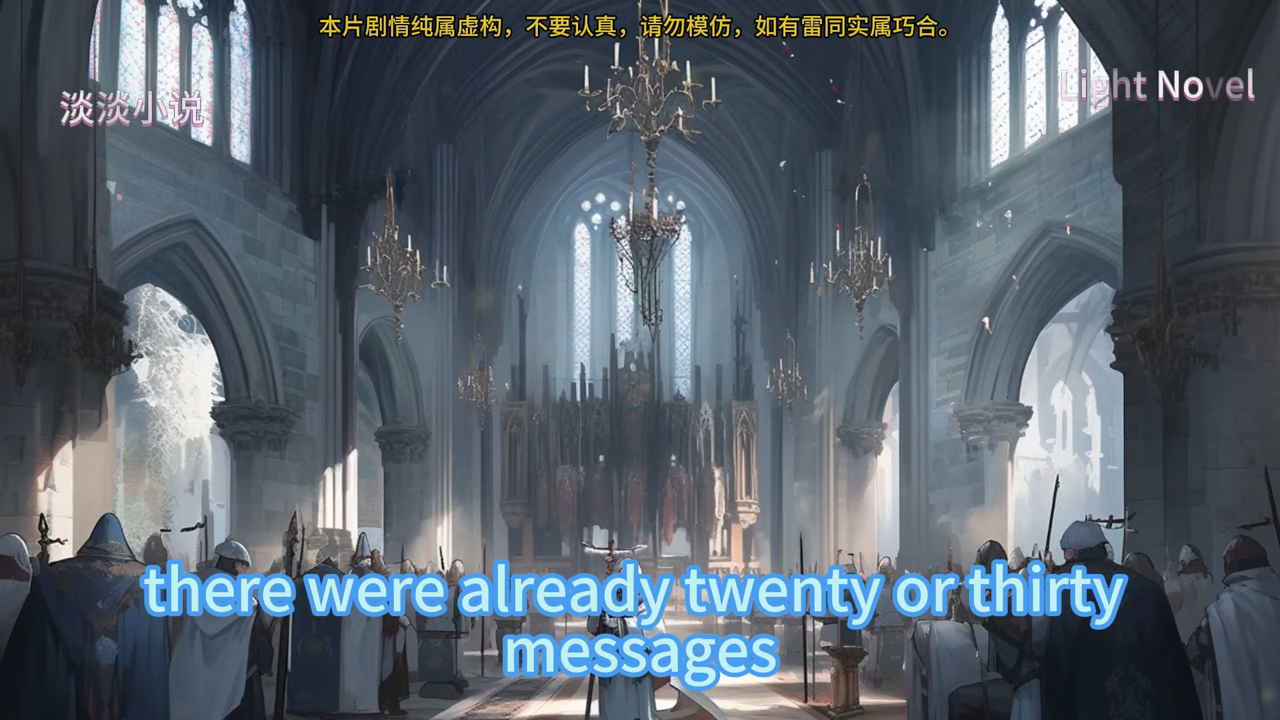 本片剧情纯属虚构，不要认真，请勿模仿，如有雷同实属巧合。
淡淡小说
Light Novel
there were already twenty or thirty
messages